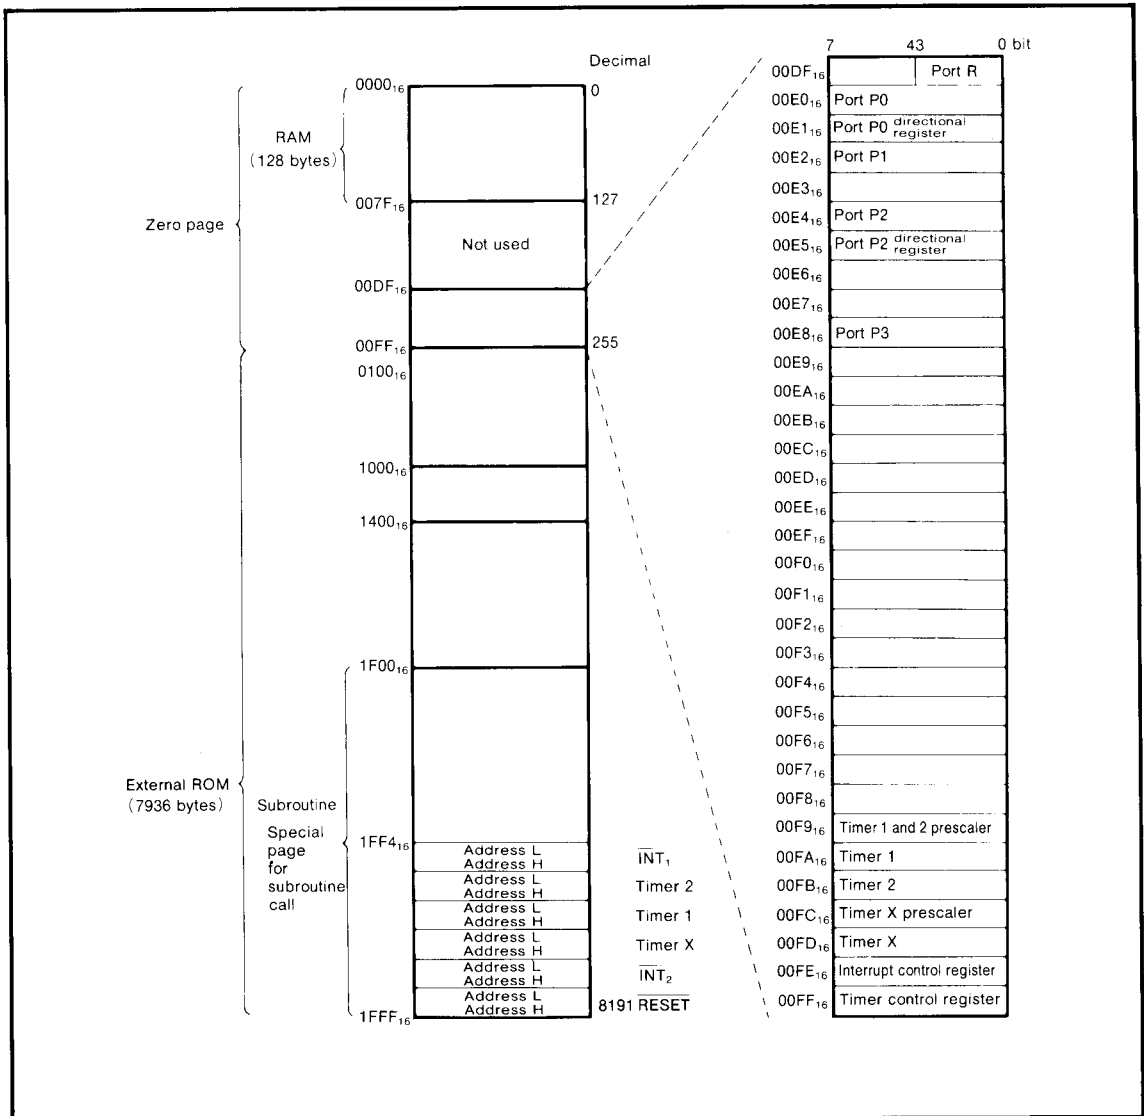 Decimal
0000₁₆
0
RAM
(128 bytes)
007F₁₆
127
Zero page
Not used
00DF₁₆
00FF₁₆
255
0100₁₆
1000₁₆
1400₁₆
1F00₁₆
External ROM
(7936 bytes)
Subroutine
Special
page
for
subroutine
call
1FF4₁₆
Address L
Address H
INT₁
Address L
Address H
Timer 2
Address L
Address H
Timer 1
Address L
Address H
Timer X
Address L
Address H
INT₂
Address L
Address H
8191 RESET
1FFF₁₆
7 43 0 bit
00DF₁₆ Port R
00E0₁₆ Port P0
00E1₁₆ Port P0 directional register
00E2₁₆ Port P1
00E3₁₆
00E4₁₆ Port P2
00E5₁₆ Port P2 directional register
00E6₁₆
00E7₁₆
00E8₁₆ Port P3
00E9₁₆
00EA₁₆
00EB₁₆
00EC₁₆
00ED₁₆
00EE₁₆
00EF₁₆
00F0₁₆
00F1₁₆
00F2₁₆
00F3₁₆
00F4₁₆
00F5₁₆
00F6₁₆
00F7₁₆
00F8₁₆
00F9₁₆ Timer 1 and 2 prescaler
00FA₁₆ Timer 1
00FB₁₆ Timer 2
00FC₁₆ Timer X prescaler
00FD₁₆ Timer X
00FE₁₆ Interrupt control register
00FF₁₆ Timer control register